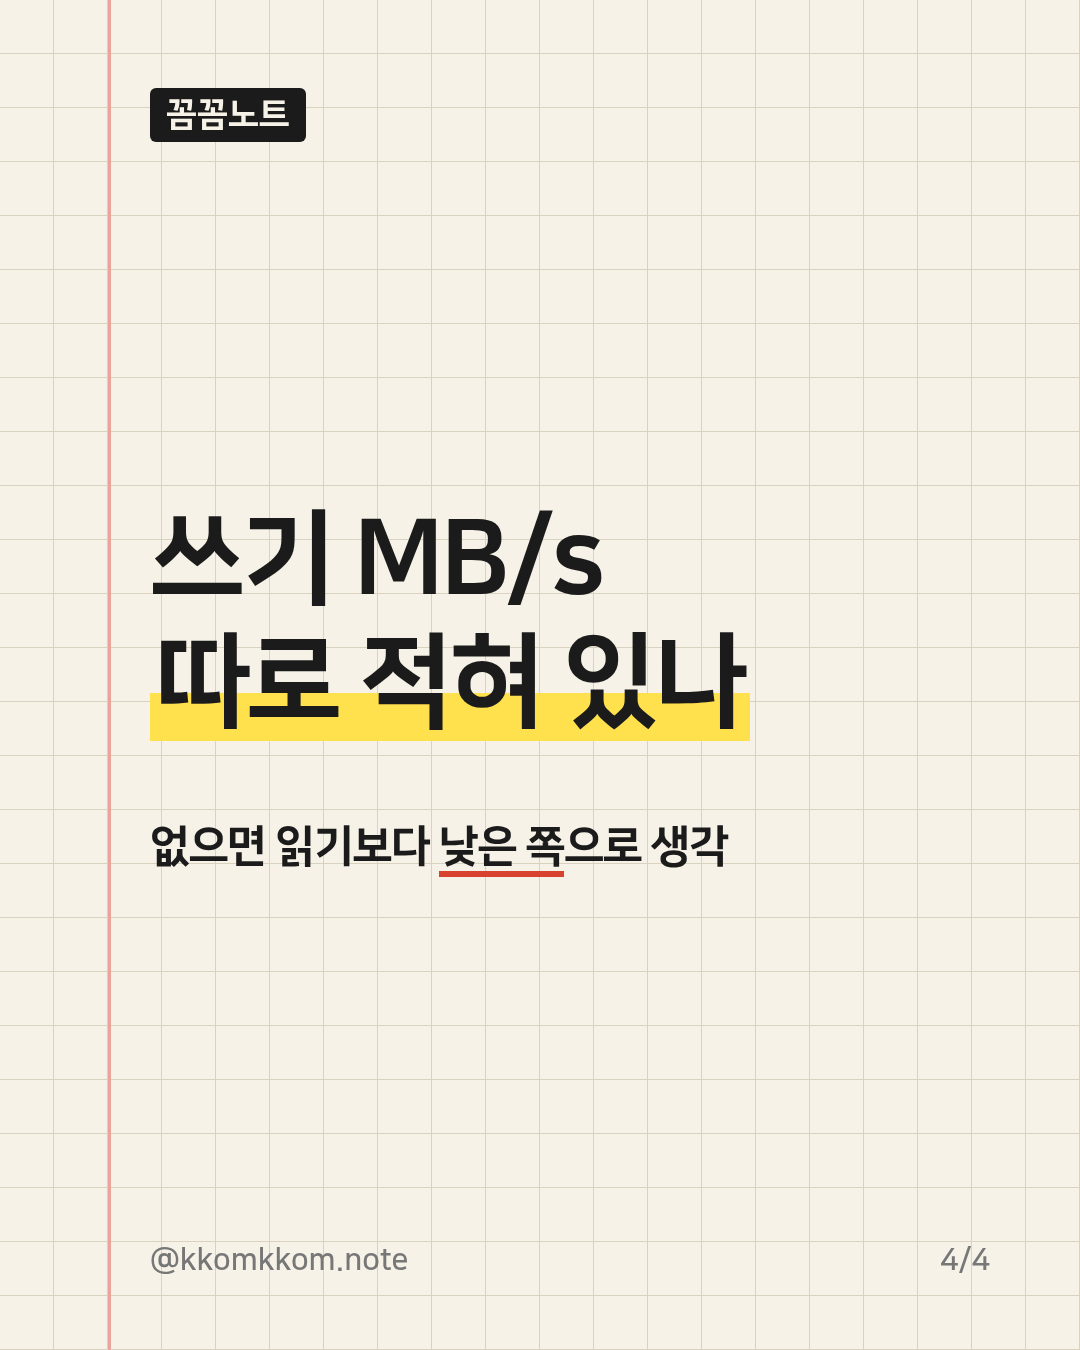 꼼꼼노트
쓰기 MB/s
따로 적혀 있나
없으면 읽기보다 낮은 쪽으로 생각
@kkomkkom.note
4/4